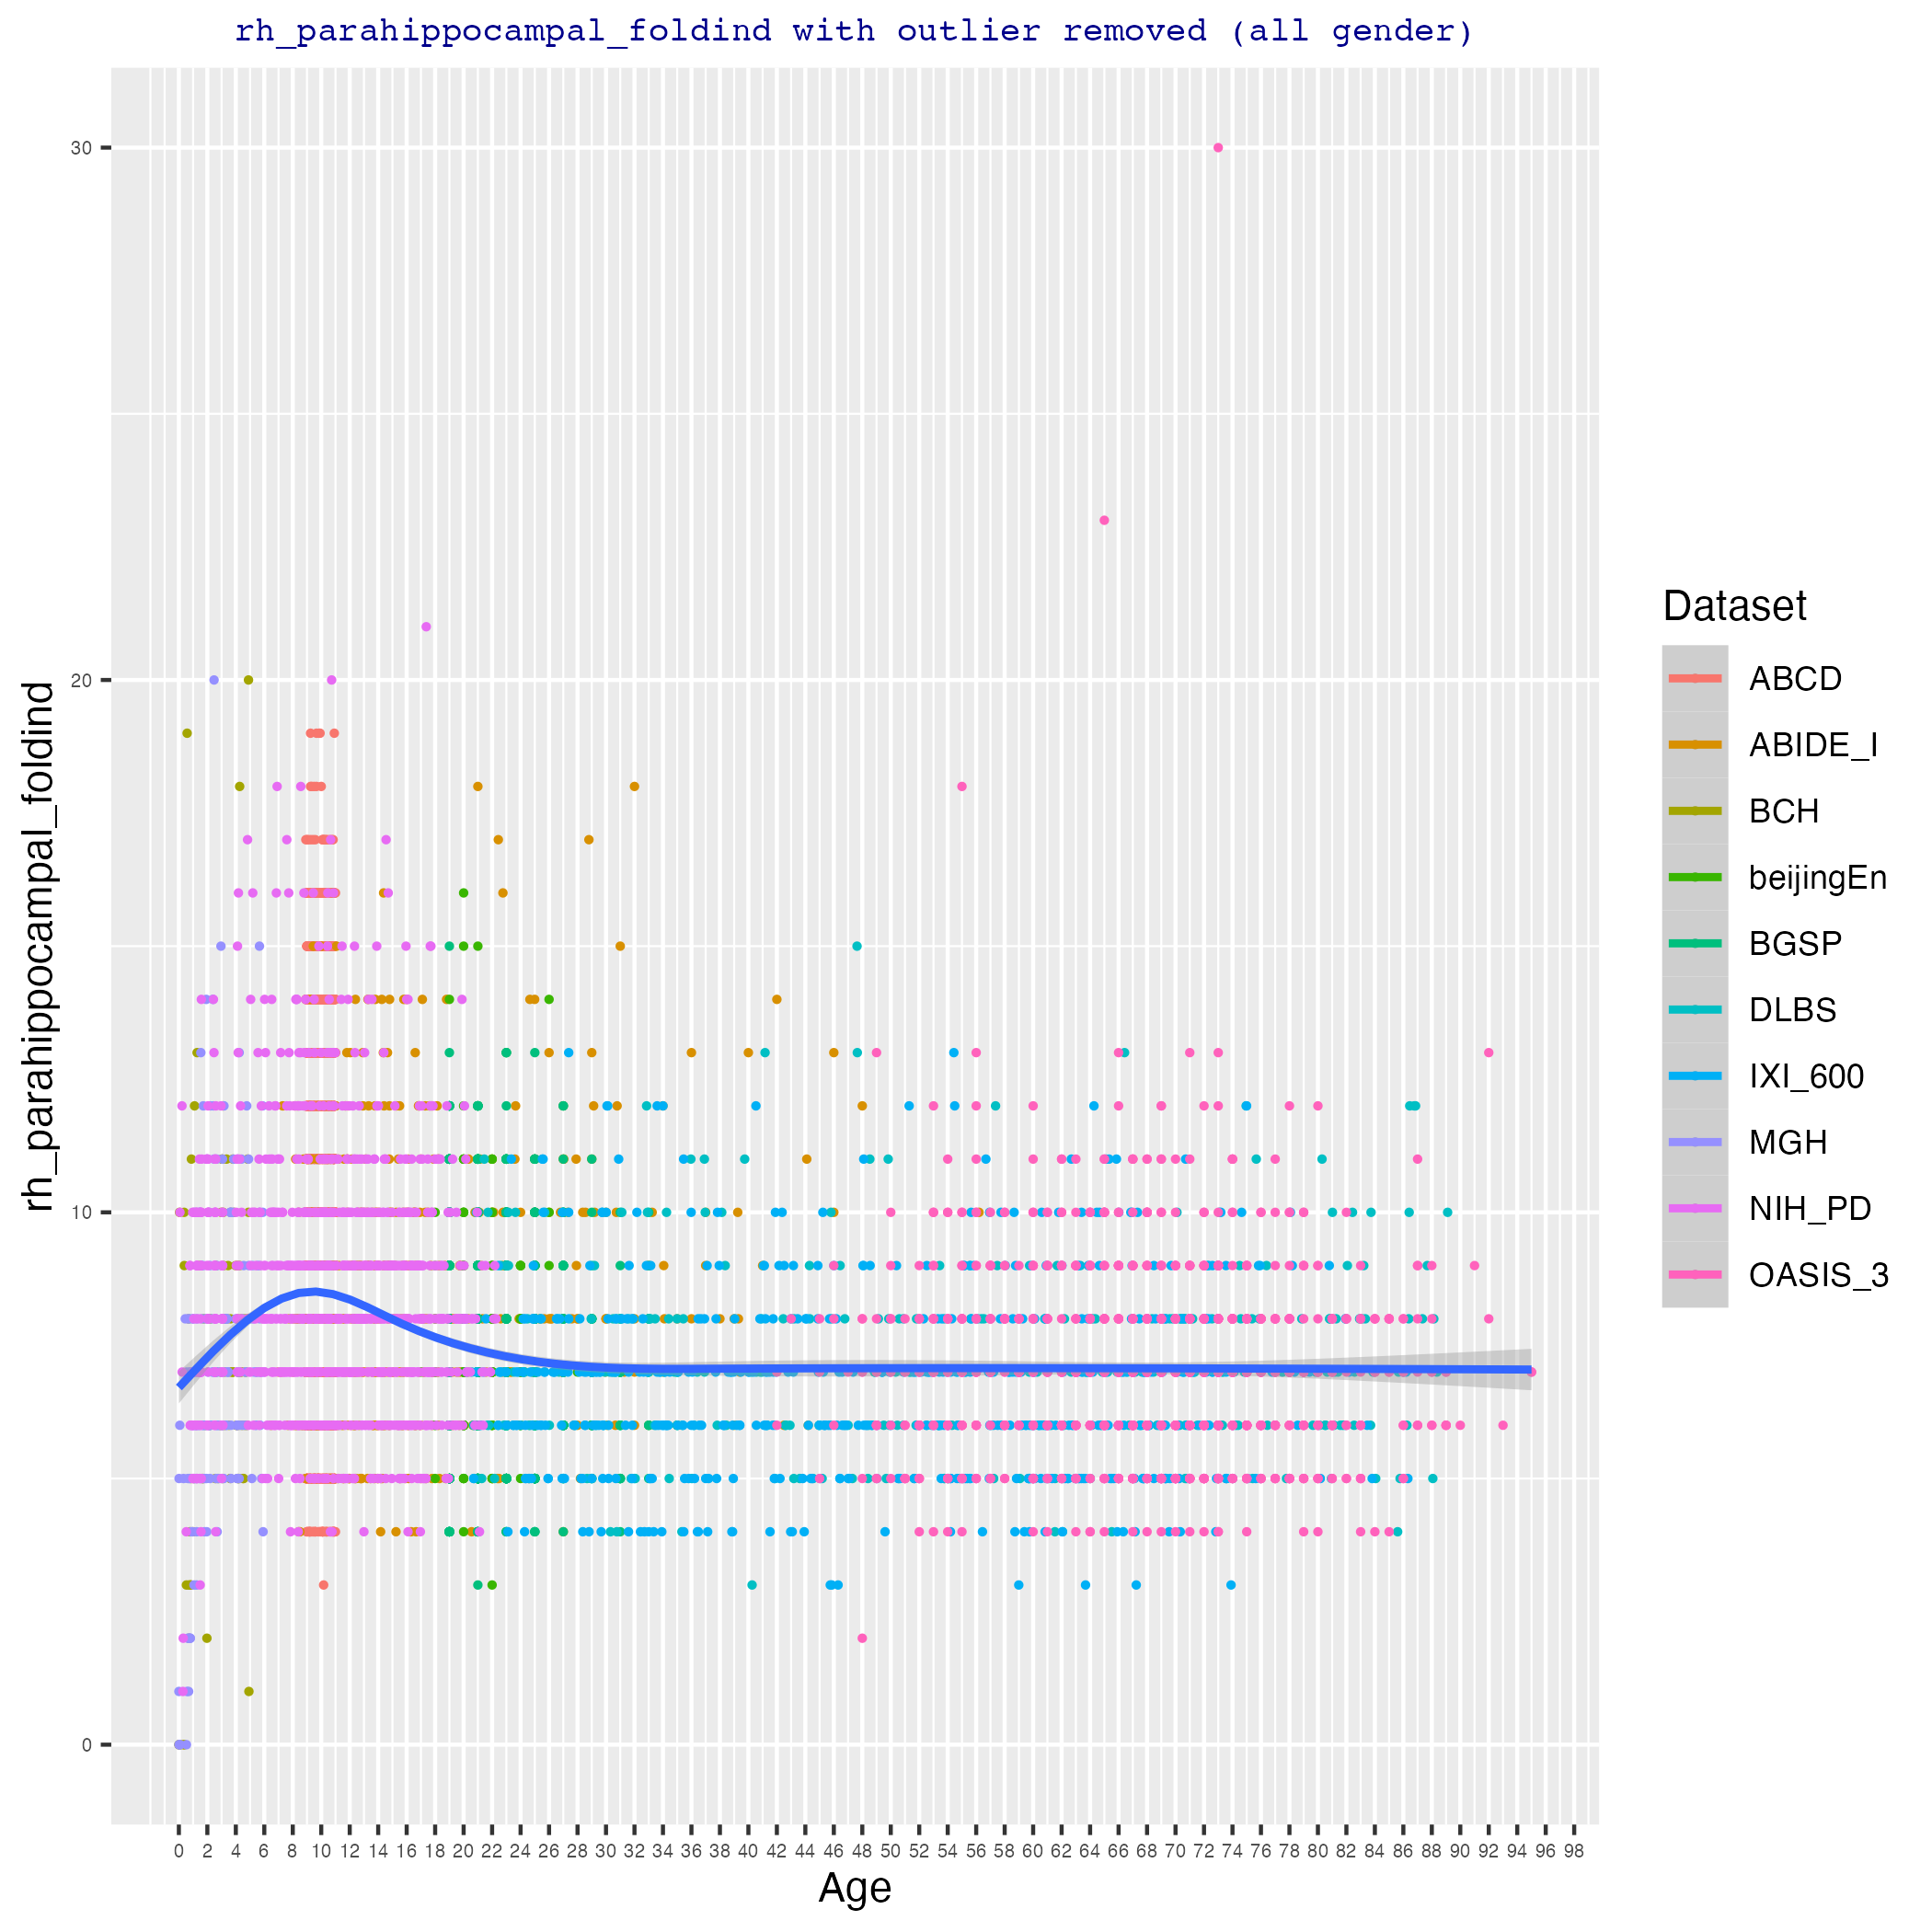 rh_parahippocampal_foldind with outlier removed (all gender)
rh_parahippocampal_foldind
30
20
10
0
0 2 4 6 8 10 12 14 16 18 20 22 24 26 28 30 32 34 36 38 40 42 44 46 48 50 52 54 56 58 60 62 64 66 68 70 72 74 76 78 80 82 84 86 88 90 92 94 96 98
Age
Dataset
ABCD
ABIDE_I
BCH
beijingEn
BGSP
DLBS
IXI_600
MGH
NIH_PD
OASIS_3